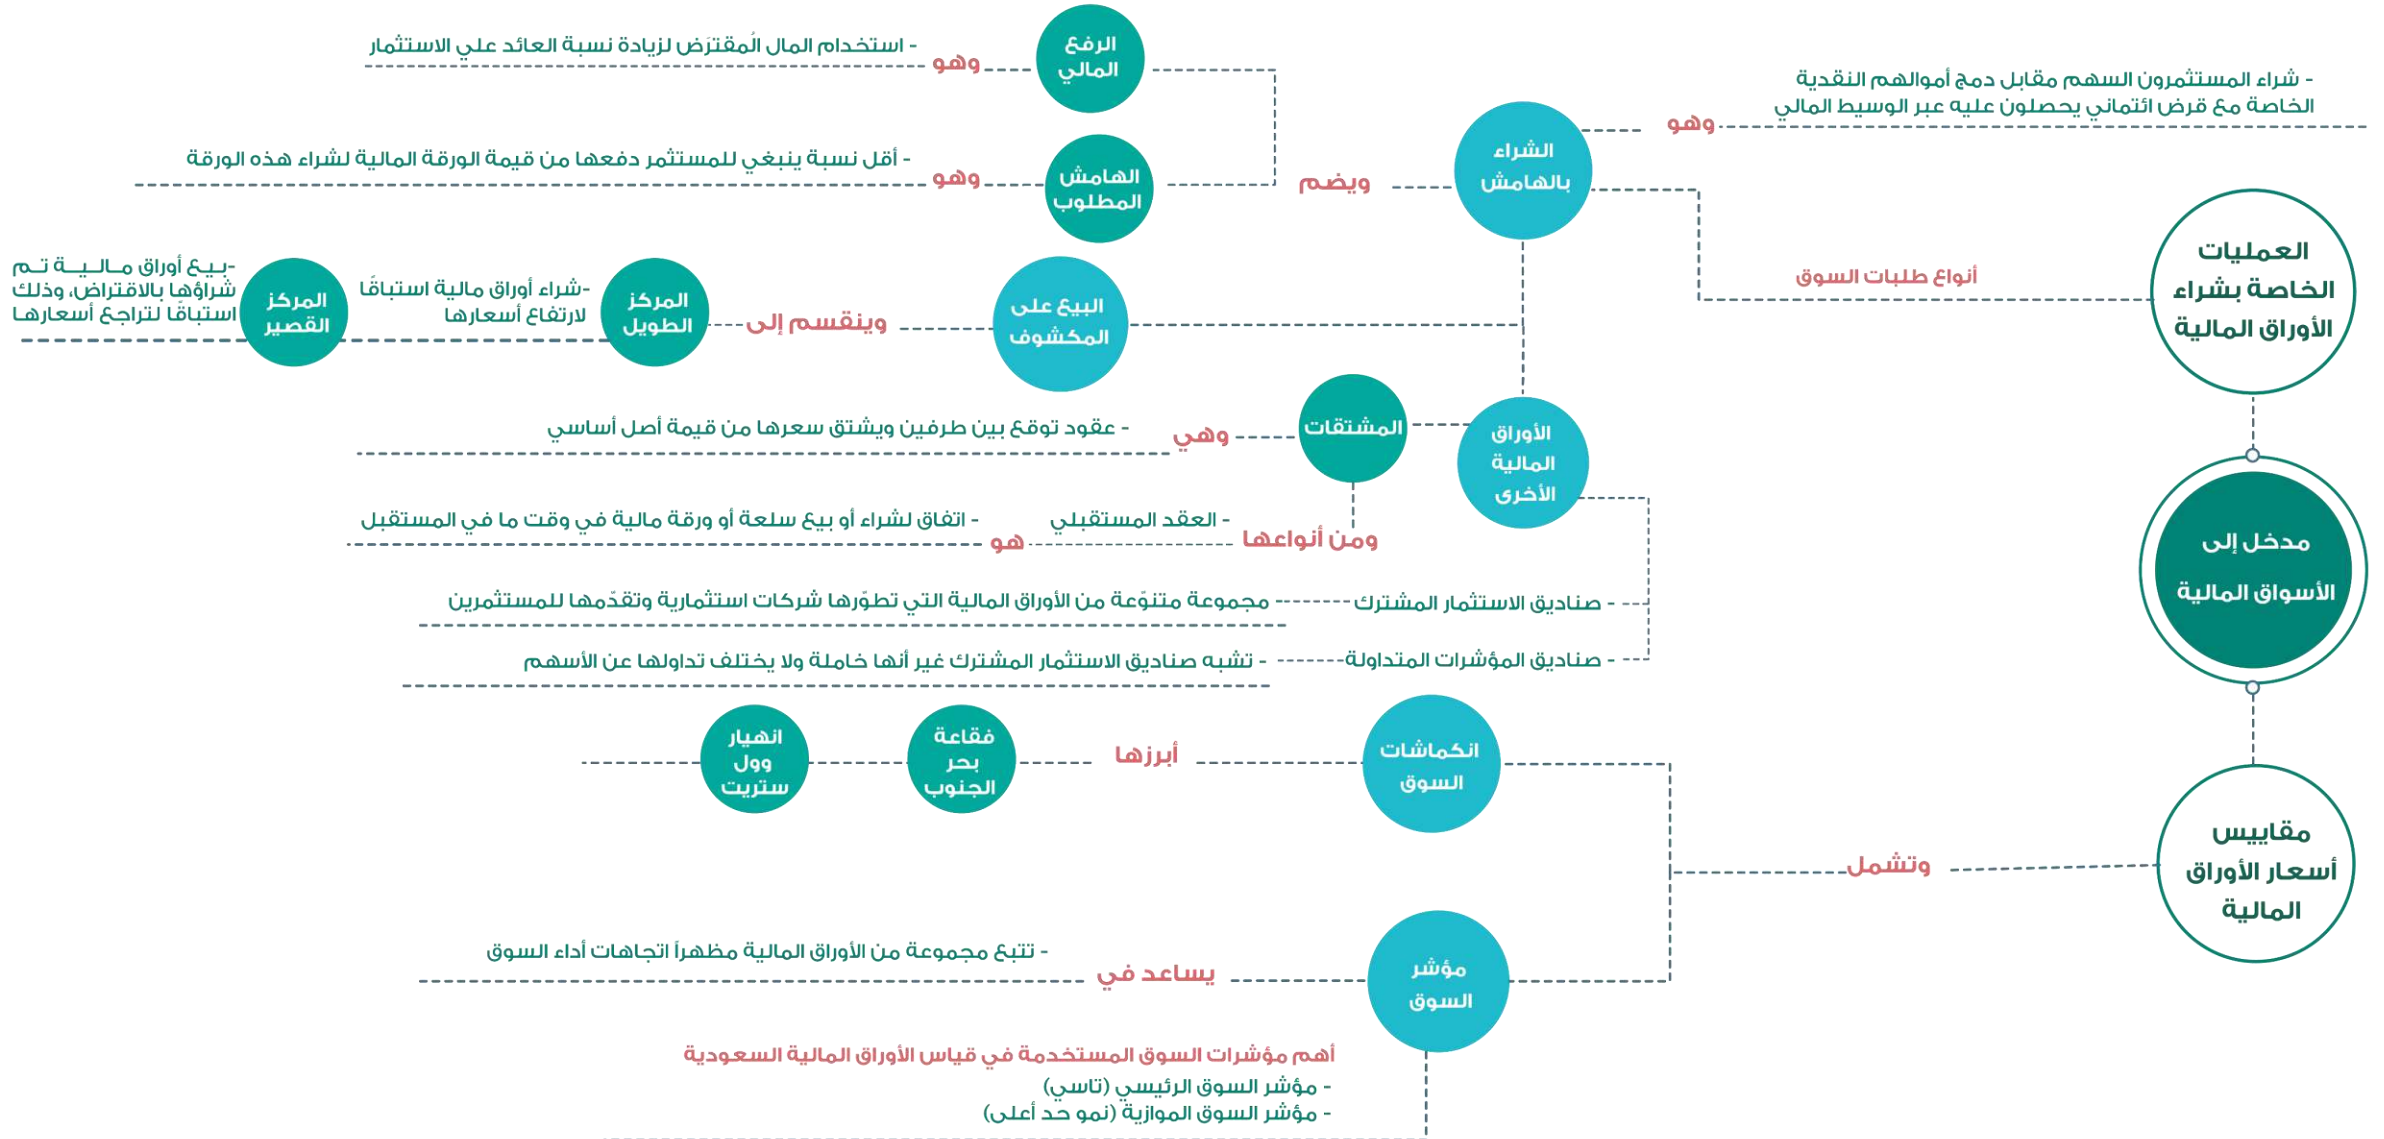 مدخل إلى
الأسواق المالية
العمليات
الخاصة بشراء
الأوراق المالية
أنواع طلبات السوق
الشراء
بالهامش
وهو
- شراء المستثمرون السهم مقابل دمج أموالهم النقدية
الخاصة مع قرض ائتماني يحصلون عليه عبر الوسيط المالي
ويضم
الرفع
المالي
وهو
- استخدام المال الُمقترَض لزيادة نسبة العائد علي الاستثمار
الهامش
المطلوب
وهو
- أقل نسبة ينبغي للمستثمر دفعها من قيمة الورقة المالية لشراء هذه الورقة
البيع على
المكشوف
وينقسم إلى
المركز
الطويل
-شراء أوراق مالية استباقًا
لارتفاع أسعارها
المركز
القصير
-بيع أوراق مالية تم
شراؤها بالاقتراض، وذلك
استباقًا لتراجع أسعارها
الأوراق
المالية
الأخرى
المشتقات
وهي
- عقود توقع بين طرفين ويشتق سعرها من قيمة أصل أساسي
ومن أنواعها
- العقد المستقبلي
هو
- اتفاق لشراء أو بيع سلعة أو ورقة مالية في وقت ما في المستقبل
- صناديق الاستثمار المشترك
- مجموعة متنوّعة من الأوراق المالية التي تطوّرها شركات استثمارية وتقدّمها للمستثمرين
- صناديق المؤشرات المتداولة
- تشبه صناديق الاستثمار المشترك غير أنها خاملة ولا يختلف تداولها عن الأسهم
مقاييس
أسعار الأوراق
المالية
وتشمل
انكماشات
السوق
أبرزها
فقاعة
بحر
الجنوب
انهيار
وول
ستريت
مؤشر
السوق
يساعد في
- تتبع مجموعة من الأوراق المالية مظهراً اتجاهات أداء السوق
أهم مؤشرات السوق المستخدمة في قياس الأوراق المالية السعودية
- مؤشر السوق الرئيسي (تاسي)
- مؤشر السوق الموازية (نمو حد أعلى)